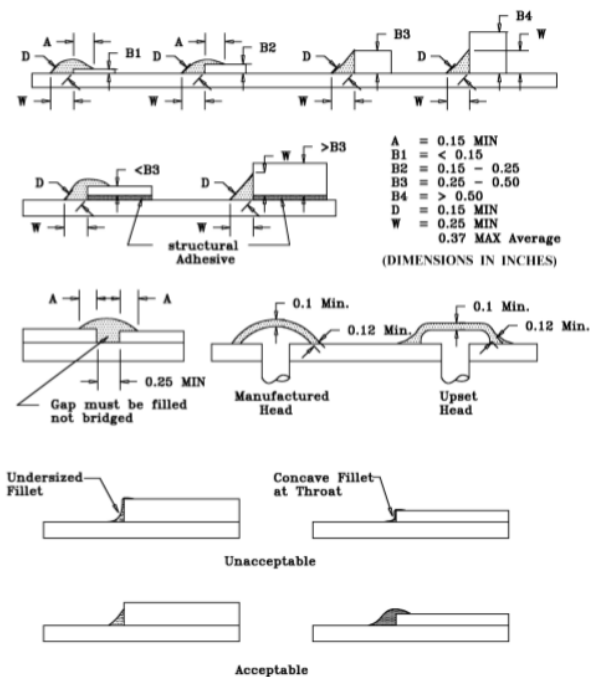 A B1 A B2 B3 B4
D D D D W
W W W W
<B3 W >B3
D D
W W
structural
Adhesive
A = 0.15 MIN
B1 = < 0.15
B2 = 0.15 - 0.25
B3 = 0.25 - 0.50
B4 = > 0.50
D = 0.15 MIN
W = 0.25 MIN
0.37 MAX Average
(DIMENSIONS IN INCHES)
A A
0.25 MIN
Gap must be filled
not bridged
0.1 Min.
0.12 Min.
Manufactured
Head
0.1 Min.
0.12 Min.
Upset
Head
Undersized
Fillet
Concave Fillet
at Throat
Unacceptable
Acceptable